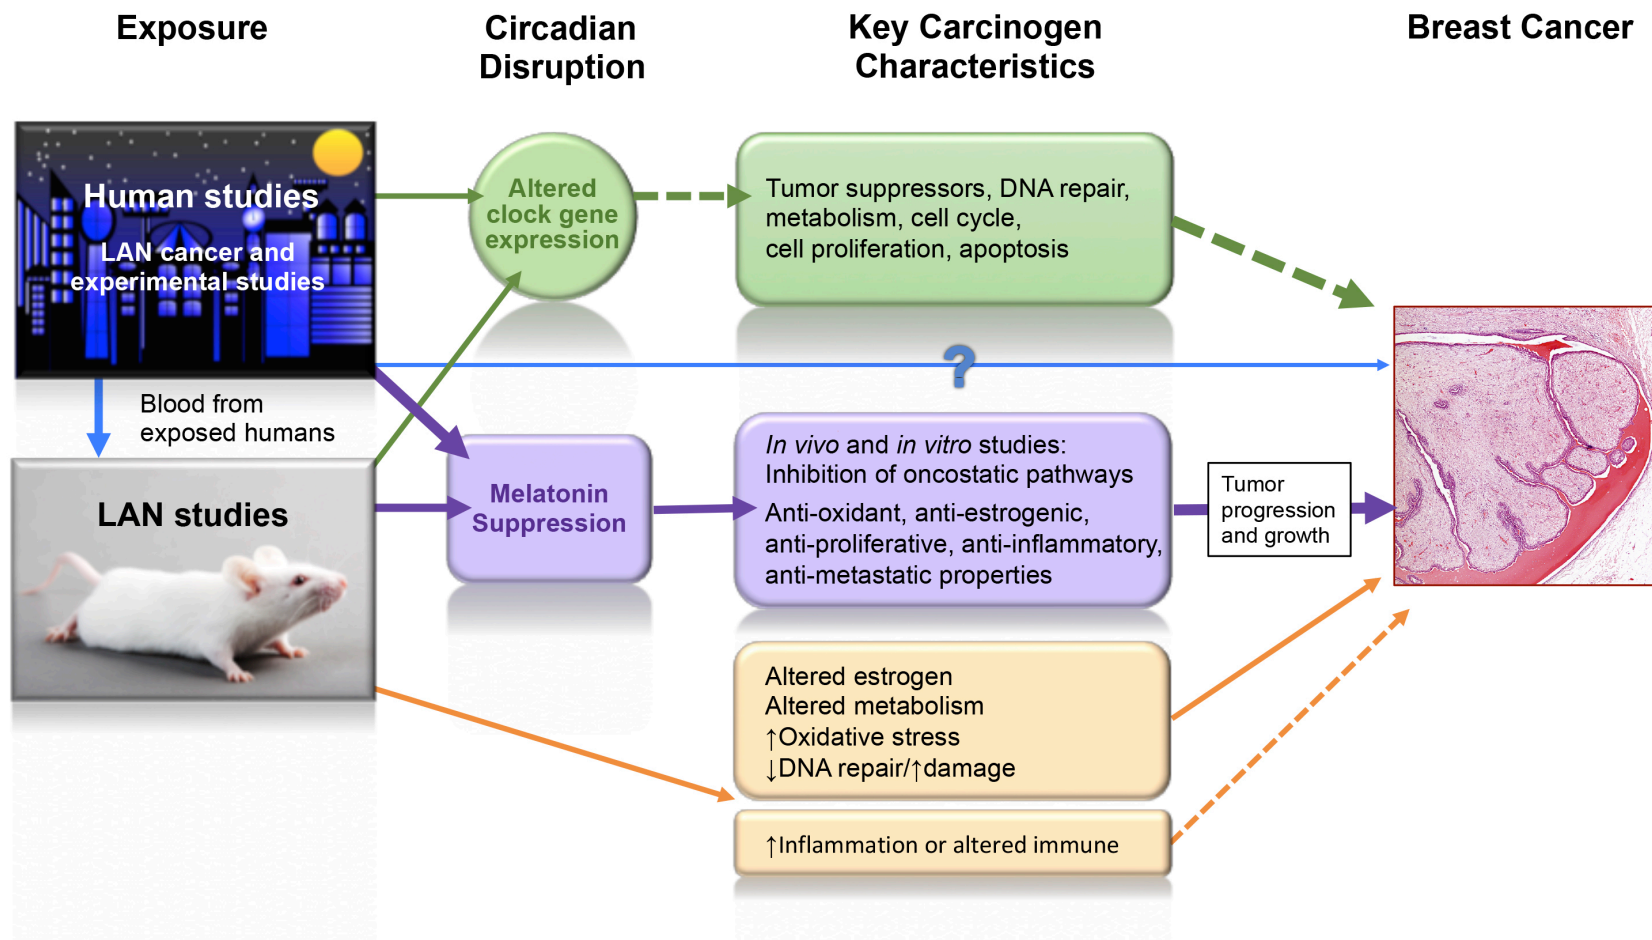 Exposure
Circadian
Disruption
Key Carcinogen
Characteristics
Breast Cancer
Human studies
LAN cancer and
experimental studies
Altered
clock gene
expression
Tumor suppressors, DNA repair,
metabolism, cell cycle,
cell proliferation, apoptosis
?
Blood from
exposed humans
LAN studies
Melatonin
Suppression
In vivo and in vitro studies:
Inhibition of oncostatic pathways
Anti-oxidant, anti-estrogenic,
anti-proliferative, anti-inflammatory,
anti-metastatic properties
Tumor
progression
and growth
Altered estrogen
Altered metabolism
↑Oxidative stress
↓DNA repair/↑damage
↑Inflammation or altered immune